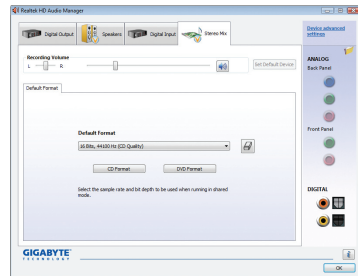 Realtek HD Audio Manager
Digital Output
Speakers
Digital Input
Stereo Mix
Device advanced
settings
Recording Volume
L
R
Set Default Device
ANALOG
Back Panel
Default Format
Default Format
16 Bits, 44100 Hz (CD Quality)
CD Format
DVD Format
Select the sample rate and bit depth to be used when running in shared
mode.
Front Panel
DIGITAL
GIGABYTE
TECHNOLOGY
i
OK